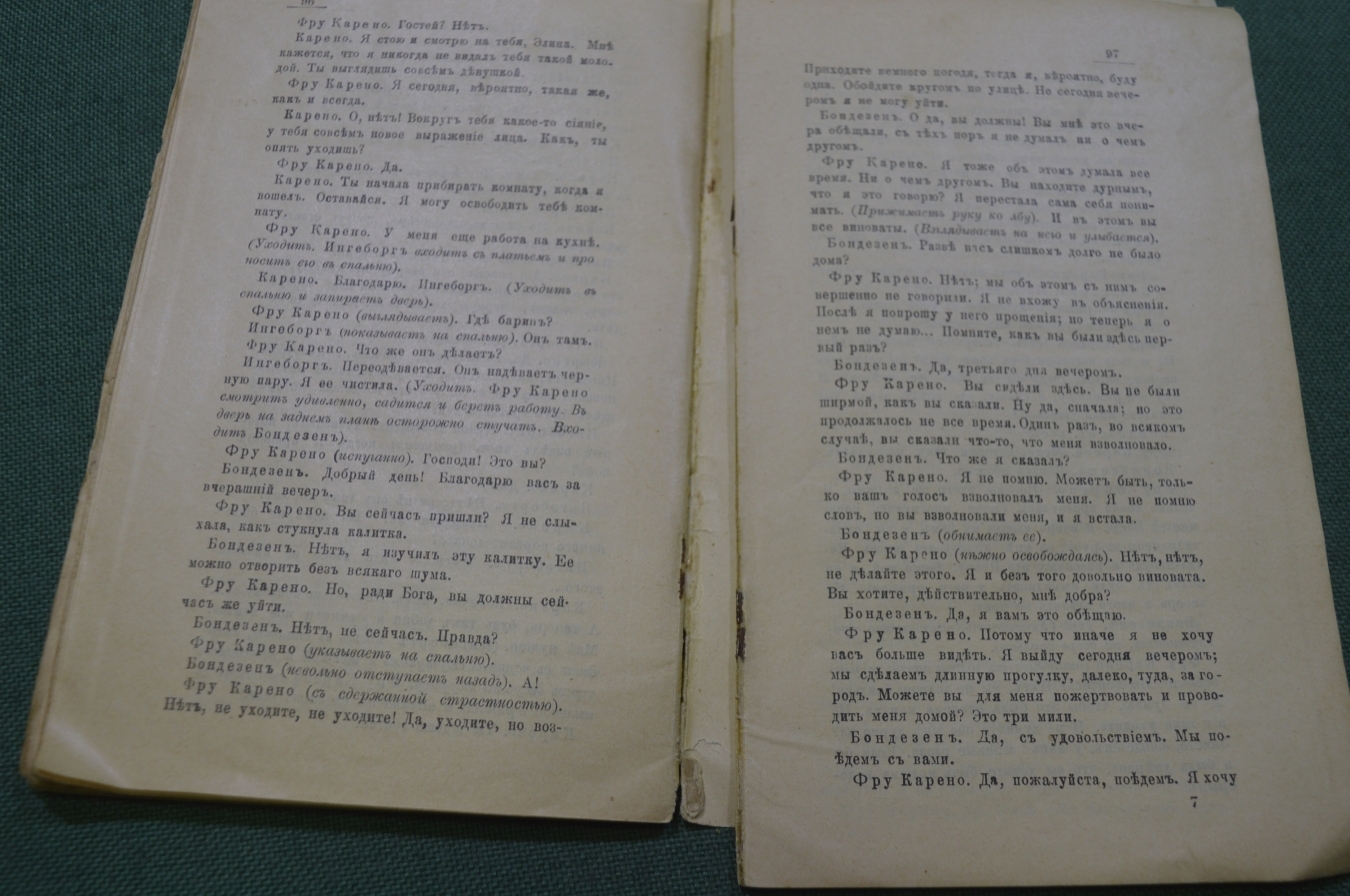 96
Фру Карено. Гостей? Нѣтъ.
Карено. Я стою и смотрю на тебя, Элина. Мнѣ
кажется, что я никогда не видалъ тебя такой моло-
дой. Ты выглядишь совсѣмъ дѣвушкой.
Фру Карено. Я сегодня, вѣроятно, такая же,
какъ и всегда.
Карено. О, нѣтъ! Вокругъ тебя какое-то сіяніе,
у тебя совсѣмъ новое выраженіе лица. Какъ, ты
опять уходишь?
Фру Карено. Да.
Карено. Ты начала прибирать комнату, когда я
вошелъ. Оставайся. Я могу освободить тебѣ ком-
нату.
Фру Карено. У меня еще работа на кухнѣ.
(Уходитъ. Ингеборгъ входитъ съ платьемъ и про
носитъ его въ спальню).
Карено. Благодарю. Ингеборгъ. (Уходитъ въ
спальню и запираетъ дверь).
Фру Карено (выглядываетъ). Гдѣ баринъ?
Ингеборгъ (показываетъ на спальню). Онъ тамъ.
Фру Карено. Что же онъ дѣлаетъ?
Ингеборгъ. Переодѣвается. Онъ надѣваетъ чер-
ную пару. Я ее чистила. (Уходитъ. Фру Карено
смотритъ удивленно, садится и беретъ работу. Въ
дверь на заднемъ планѣ осторожно стучатъ. Вхо-
дитъ Бондезенъ).
Фру Карено (испуганно). Господи! Это вы?
Бондезенъ. Добрый день! Благодарю васъ за
вчерашній вечеръ.
Фру Карено. Вы сейчасъ пришли? Я не слы-
хала, какъ стукнула калитка.
Бондезенъ. Нѣтъ, я изучилъ эту калитку. Ее
можно отворить безъ всякаго шума.
Фру Карено. Но, ради Бога, вы должны сей-
часъ же уйти.
Бондезенъ. Нѣтъ, не сейчасъ. Правда?
Фру Карено (указываетъ на спальню).
Бондезенъ (невольно отступаетъ назадъ). А!
Фру Карено (съ сдержанной страстностью).
Нѣтъ, не уходите, не уходите! Да, уходите, но воз-
97
Приходите немного погодя, тогда я, вѣроятно, буду
одна. Обойдите кругомъ по улицѣ. Не сегодня вече-
ромъ я не могу уйти.
Бондезенъ. О да, вы должны! Вы мнѣ это вче-
ра обѣщали, съ тѣхъ поръ я не думалъ ни о чемъ
другомъ.
Фру Карено. Я тоже объ этомъ думала все
время. Ни о чемъ другомъ. Вы находите дурнымъ,
что я это говорю? Я перестала сама себя пони-
мать. (Прижимаетъ руку ко лбу). И въ этомъ вы
все виноваты. (Взглядываетъ на него и улыбается).
Бондезенъ. Развѣ васъ слишкомъ долго не было
дома?
Фру Карено. Нѣтъ; мы объ этомъ съ нимъ со-
вершенно не говорили. Я не вхожу въ объясненія.
Послѣ я попрошу у него прощенія; но теперь я о
немъ не думаю... Помните, какъ вы были здѣсь пер-
вый разъ?
Бондезенъ. Да, третьяго дня вечеромъ.
Фру Карено. Вы сидѣли здѣсь. Вы не были
ширмой, какъ вы сказали. Ну да, сначала; но это
продолжалось не все время. Одинъ разъ, во всякомъ
случаѣ, вы сказали что-то, что меня взволновало.
Бондезенъ. Что же я сказалъ?
Фру Карено. Я не помню. Можетъ быть, толь-
ко вашъ голосъ взволновалъ меня. Я не помню
словъ, но вы взволновали меня, и я встала.
Бондезенъ (обнимаетъ ее).
Фру Карено (нѣжно освобождаясь). Нѣтъ, нѣтъ,
не дѣлайте этого. Я и безъ того довольно виновата.
Вы хотите, дѣйствительно, мнѣ добра?
Бондезенъ. Да, я вамъ это обѣщаю.
Фру Карено. Потому что иначе я не хочу
васъ больше видѣть. Я выйду сегодня вечеромъ;
мы сдѣлаемъ длинную прогулку, далеко, туда, за го-
родъ. Можете вы для меня пожертвовать и прово-
дить меня домой? Это три мили.
Бондезенъ. Да, съ удовольствіемъ. Мы по-
ѣдемъ съ вами.
Фру Карено. Да, пожалуйста, поѣдемъ. Я хочу
7